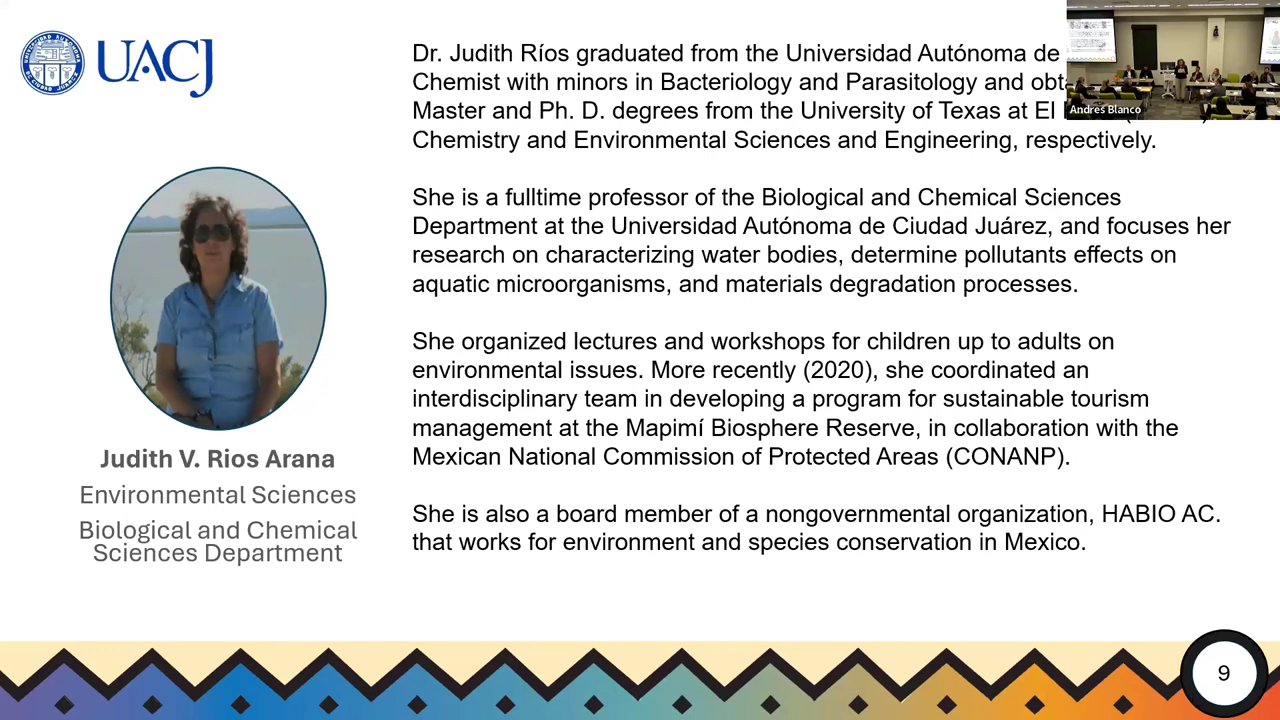 UACJ
Dr. Judith Ríos graduated from the Universidad Autónoma de
Chemist with minors in Bacteriology and Parasitology and
Master and Ph. D. degrees from the University of Texas at El
Chemistry and Environmental Sciences and Engineering, respectively.
Andres Blanco
She is a fulltime professor of the Biological and Chemical Sciences
Department at the Universidad Autónoma de Ciudad Juárez, and focuses her
research on characterizing water bodies, determine pollutants effects on
aquatic microorganisms, and materials degradation processes.
She organized lectures and workshops for children up to adults on
environmental issues. More recently (2020), she coordinated an
interdisciplinary team in developing a program for sustainable tourism
management at the Mapimí Biosphere Reserve, in collaboration with the
Mexican National Commission of Protected Areas (CONANP).
She is also a board member of a nongovernmental organization, HABIO AC.
that works for environment and species conservation in Mexico.
Judith V. Rios Arana
Environmental Sciences
Biological and Chemical
Sciences Department
9